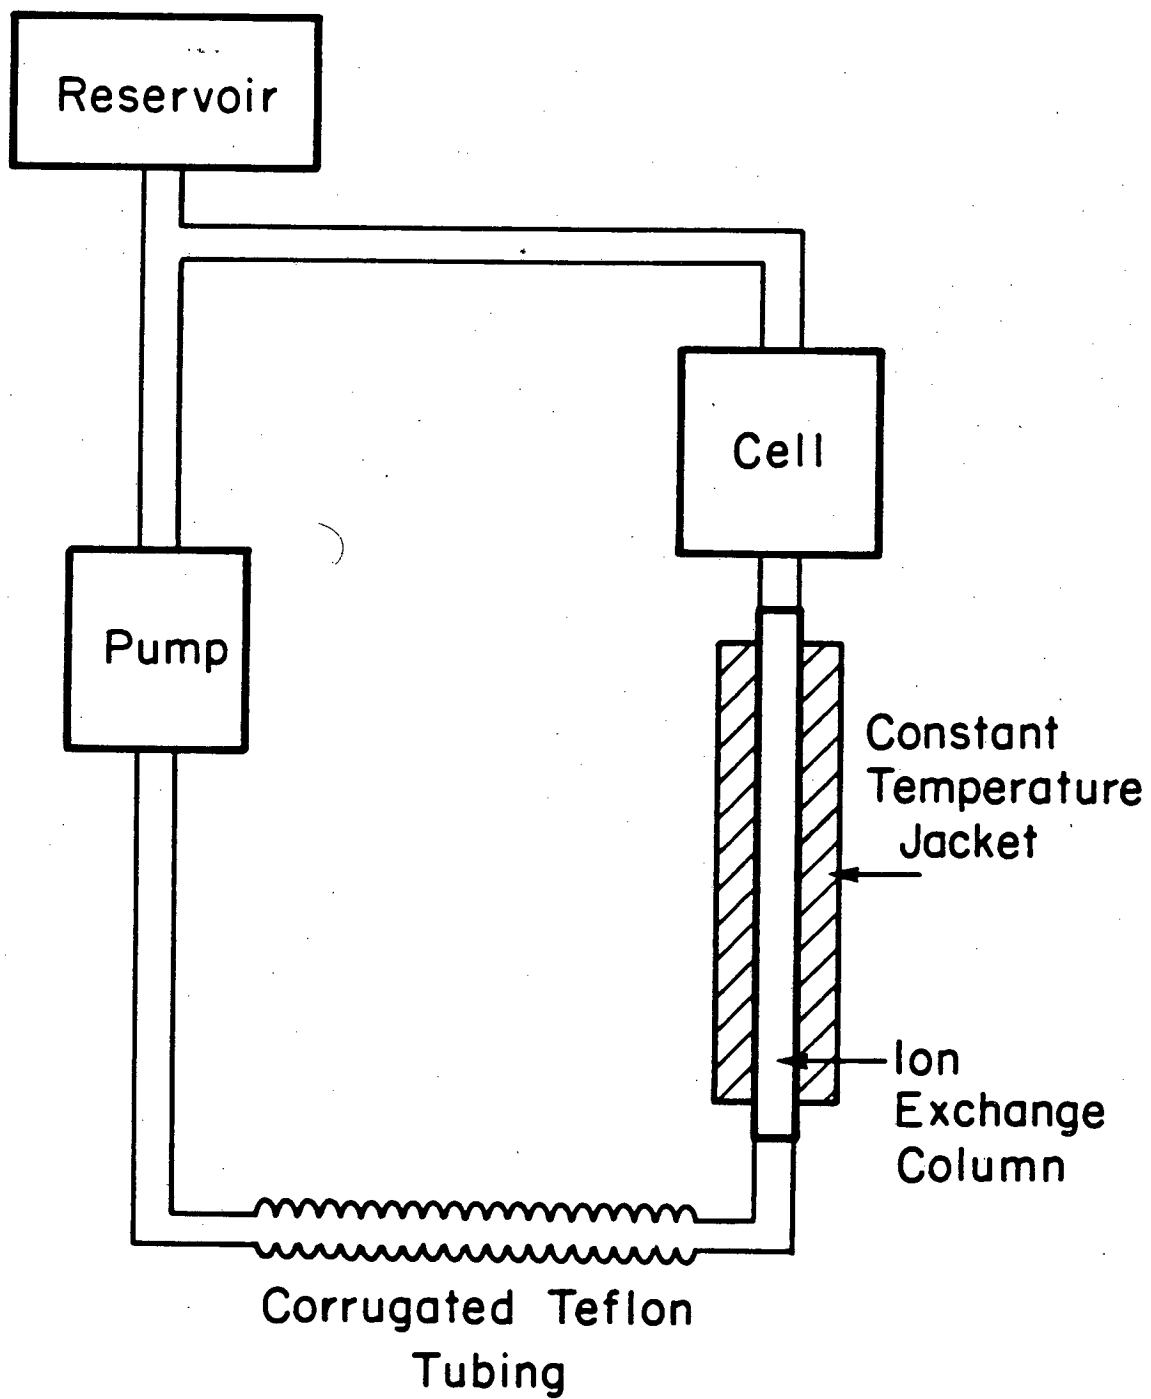 Reservoir
Cell
Pump
Constant
Temperature
Jacket
Ion
Exchange
Column
Corrugated Teflon
Tubing